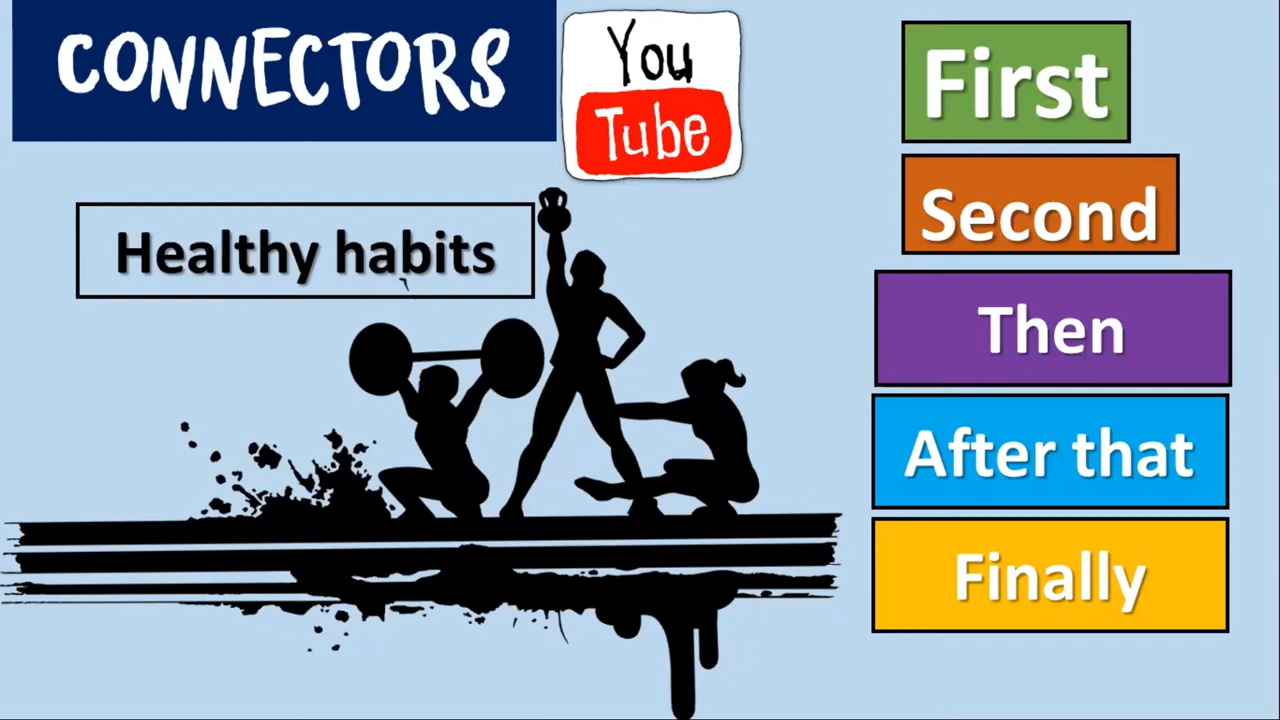 CONNECTORS
You
Tube
Healthy habits
First
Second
Then
After that
Finally